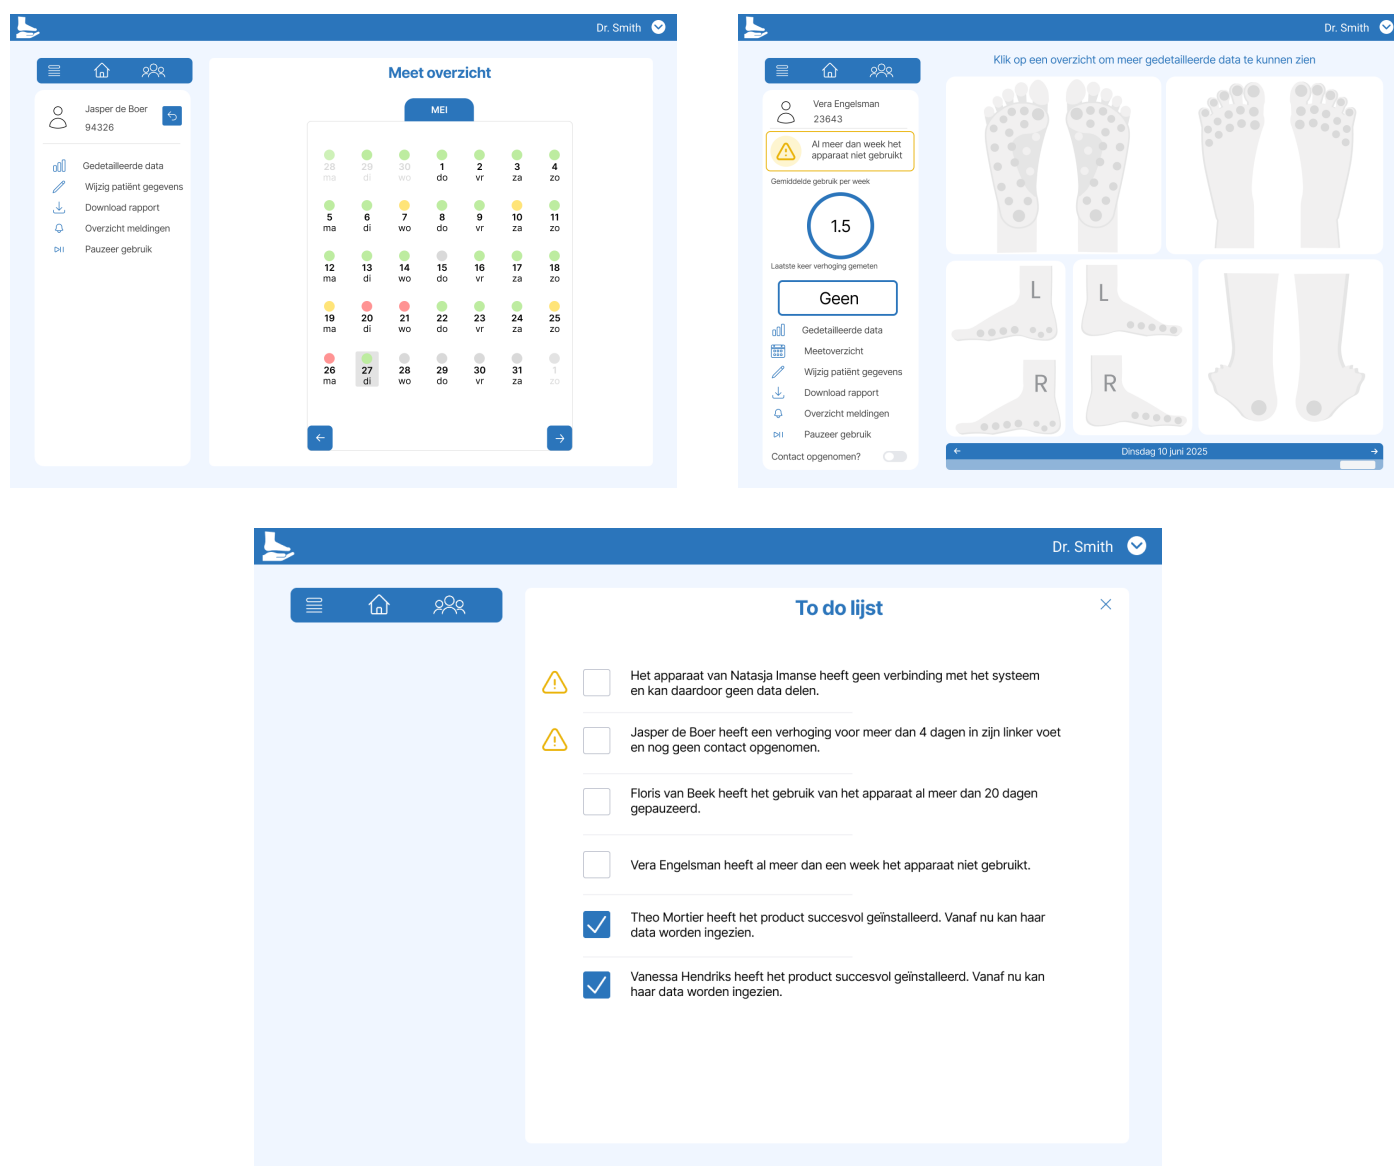 Dr. Smith
Meet overzicht
Jasper de Boer
94326
Gedetailleerde data
Wijzig patiënt gegevens
Download rapport
Overzicht meldingen
Pauzeer gebruik
MEI
28 29 30 1 2 3 4
ma di wo do vr za zo
5 6 7 8 9 10 11
ma di wo do vr za zo
12 13 14 15 16 17 18
ma di wo do vr za zo
19 20 21 22 23 24 25
ma di wo do vr za zo
26 27 28 29 30 31 1
ma di wo do vr za zo
Dr. Smith
Klik op een overzicht om meer gedetailleerde data te kunnen zien
Vera Engelsman
23643
Al meer dan week het
apparaat niet gebruikt
Gemiddelde gebruik per week
1.5
Laatste keer verhoging gemeten
Geen
Gedetailleerde data
Meetoverzicht
Wijzig patiënt gegevens
Download rapport
Overzicht meldingen
Pauzeer gebruik
Contact opgenomen?
L
L
R
R
Dinsdag 10 juni 2025
Dr. Smith
To do lijst
Het apparaat van Natasja Imanse heeft geen verbinding met het systeem
en kan daardoor geen data delen.
Jasper de Boer heeft een verhoging voor meer dan 4 dagen in zijn linker voet
en nog geen contact opgenomen.
Floris van Beek heeft het gebruik van het apparaat al meer dan 20 dagen
gepauzeerd.
Vera Engelsman heeft al meer dan een week het apparaat niet gebruikt.
Theo Mortier heeft het product succesvol geïnstalleerd. Vanaf nu kan haar
data worden ingezien.
Vanessa Hendriks heeft het product succesvol geïnstalleerd. Vanaf nu kan
haar data worden ingezien.